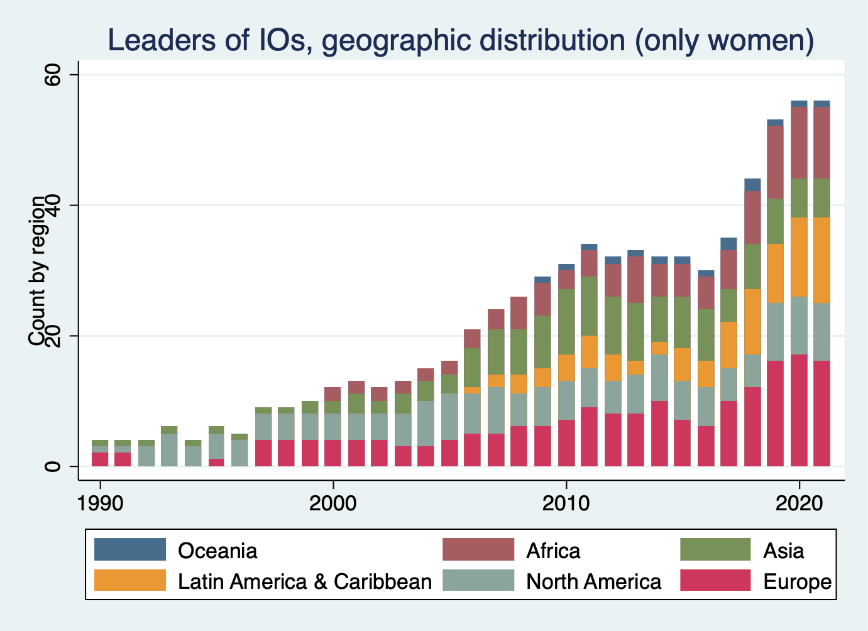 Leaders of IOs, geographic distribution (only women)
Count by region
60
40
20
0
1990 2000 2010 2020
Oceania Africa Asia
Latin America & Caribbean North America Europe